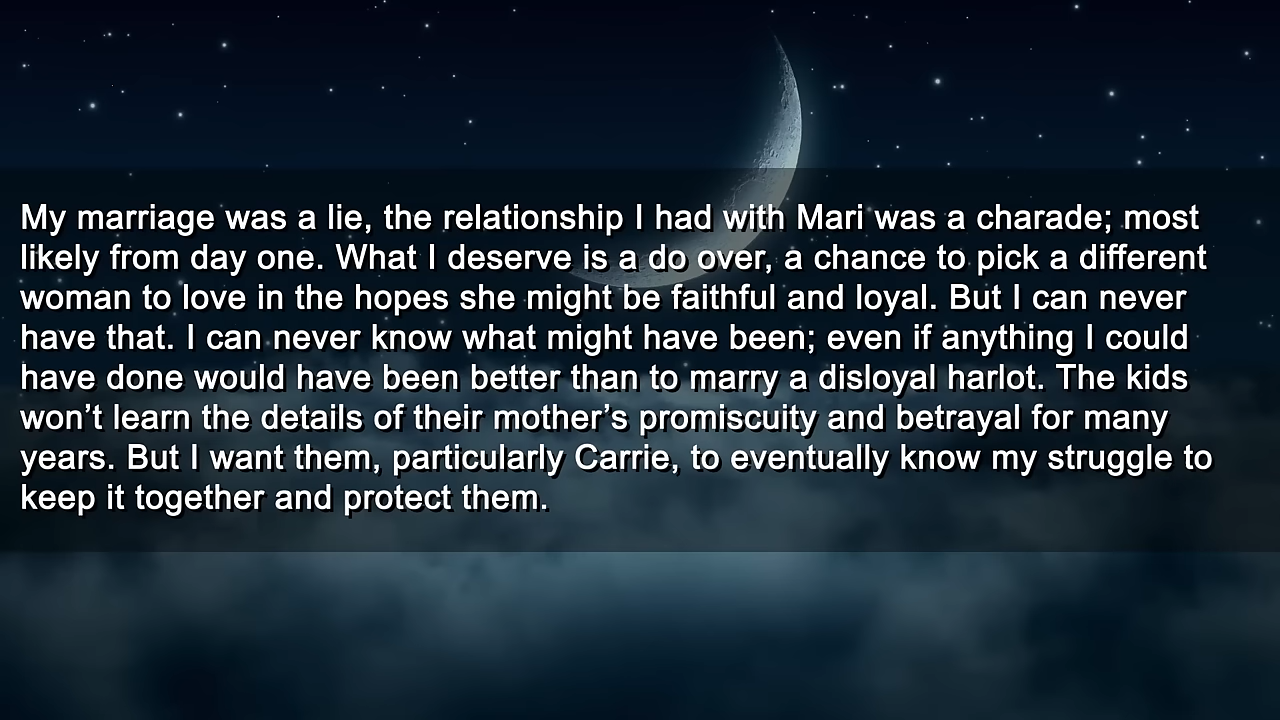 My marriage was a lie, the relationship I had with Mari was a charade; most
likely from day one. What I deserve is a do over, a chance to pick a different
woman to love in the hopes she might be faithful and loyal. But I can never
have that. I can never know what might have been; even if anything I could
have done would have been better than to marry a disloyal harlot. The kids
won’t learn the details of their mother’s promiscuity and betrayal for many
years. But I want them, particularly Carrie, to eventually know my struggle to
keep it together and protect them.